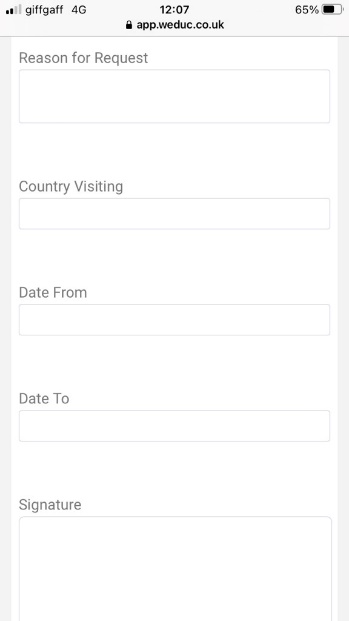 giffgaff 4G 12:07 65%
app.weduc.co.uk
Reason for Request
Country Visiting
Date From
Date To
Signature